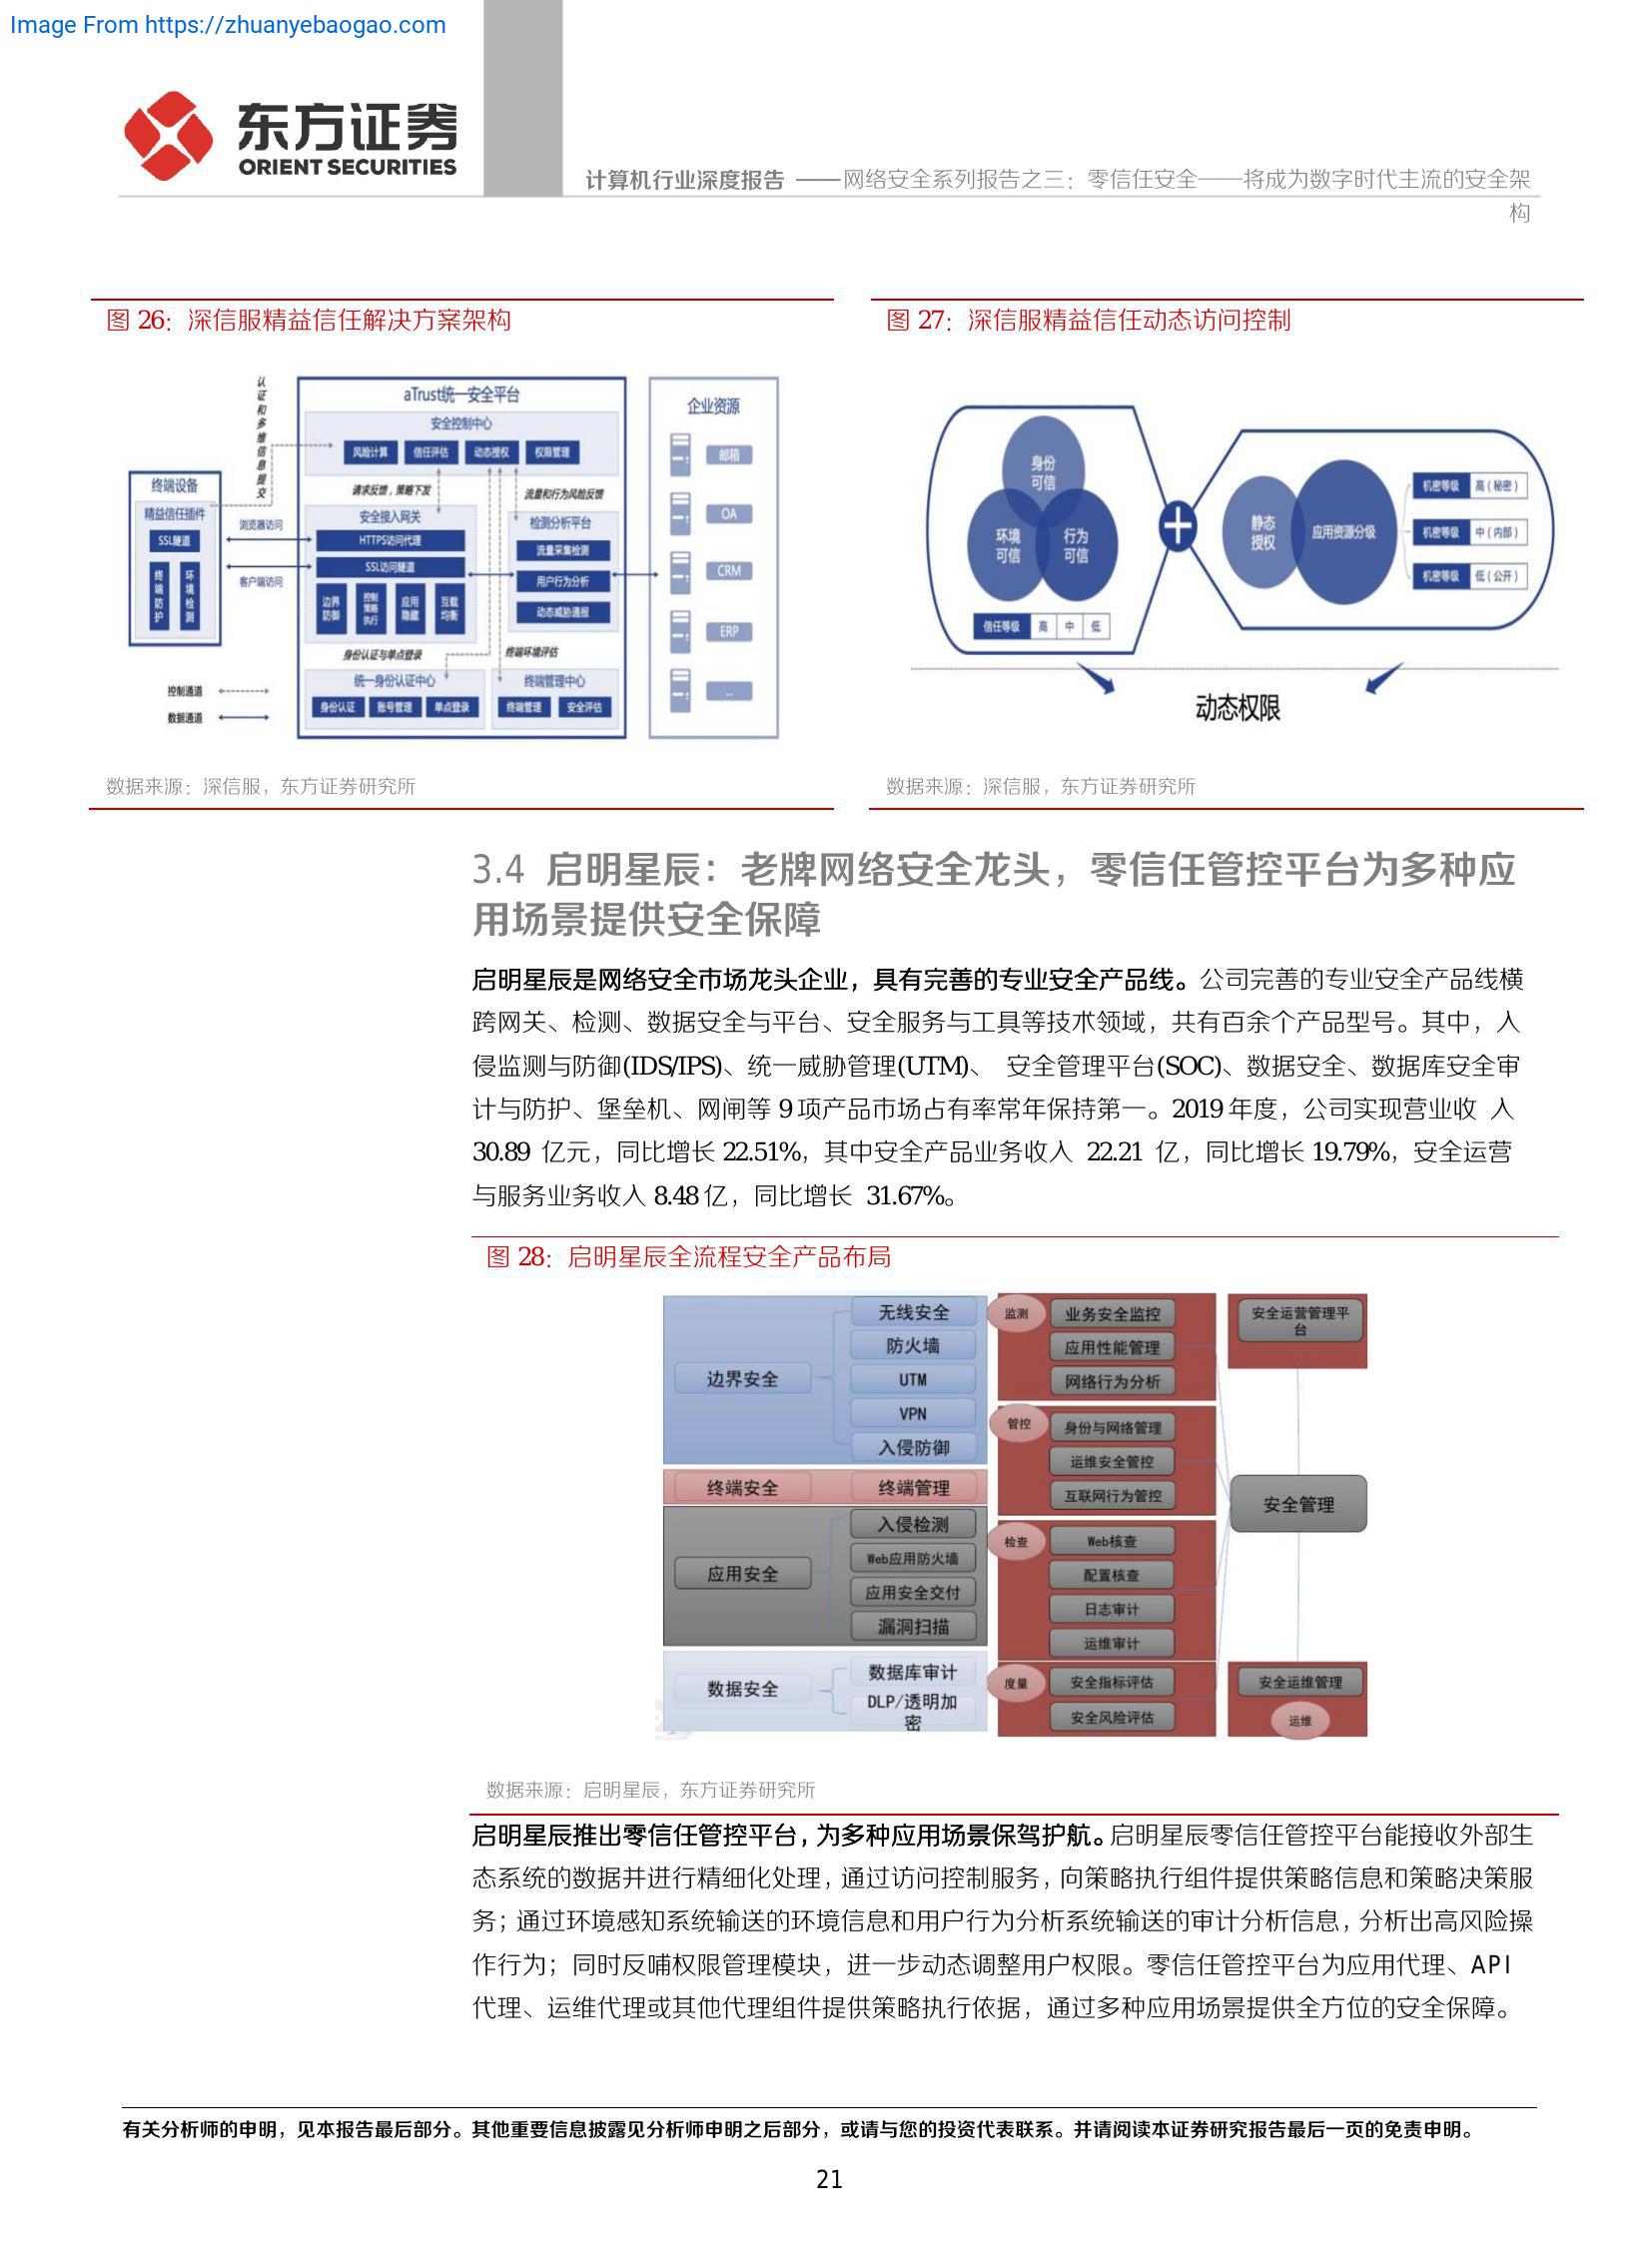 Image From https://zhuanyebaogao.com
东方证券
ORIENT SECURITIES
计算机行业深度报告 ——网络安全系列报告之三：零信任安全——将成为数字时代主流的安全架
构
图 26：深信服精益信任解决方案架构
认证和多维信息提交
终端设备
精益信任插件
SSL隧道
终端防护
环境检测
浏览器访问
客户端访问
控制通道
数据通道
aTrust统一安全平台
安全控制中心
风险计算 信任评估 动态授权 权限管理
请求反馈，策略下发
流量和行为风险反馈
安全接入网关
HTTPS访问代理
SSL访问隧道
边界防御
控制策略执行
应用隐藏
互载均衡
检测分析平台
流量采集检测
用户行为分析
动态威胁通报
身份认证与单点登录
终端环境评估
统一身份认证中心
身份认证 账号管理 单点登录
终端管理中心
终端管理 安全评估
企业资源
邮箱
OA
CRM
ERP
...
数据来源：深信服，东方证券研究所
图 27：深信服精益信任动态访问控制
身份
可信
环境
可信
行为
可信
信任等级 高 中 低
静态
授权
应用资源分级
机密等级 高（秘密）
机密等级 中（内部）
机密等级 低（公开）
动态权限
数据来源：深信服，东方证券研究所
3.4 启明星辰：老牌网络安全龙头，零信任管控平台为多种应
用场景提供安全保障
启明星辰是网络安全市场龙头企业，具有完善的专业安全产品线。公司完善的专业安全产品线横
跨网关、检测、数据安全与平台、安全服务与工具等技术领域，共有百余个产品型号。其中，入
侵监测与防御(IDS/IPS)、统一威胁管理(UTM)、 安全管理平台(SOC)、数据安全、数据库安全审
计与防护、堡垒机、网闸等 9 项产品市场占有率常年保持第一。2019 年度，公司实现营业收 入
30.89 亿元，同比增长 22.51%，其中安全产品业务收入 22.21 亿，同比增长 19.79%，安全运营
与服务业务收入 8.48 亿，同比增长 31.67%。
图 28：启明星辰全流程安全产品布局
边界安全
无线安全
防火墙
UTM
VPN
入侵防御
终端安全
终端管理
应用安全
入侵检测
Web应用防火墙
应用安全交付
漏洞扫描
数据安全
数据库审计
DLP/透明加
密
监测
业务安全监控
应用性能管理
网络行为分析
管控
身份与网络管理
运维安全管控
互联网行为管控
检查
Web核查
配置核查
日志审计
运维审计
度量
安全指标评估
安全风险评估
安全运营管理平
台
安全管理
安全运维管理
运维
数据来源：启明星辰，东方证券研究所
启明星辰推出零信任管控平台，为多种应用场景保驾护航。启明星辰零信任管控平台能接收外部生
态系统的数据并进行精细化处理，通过访问控制服务，向策略执行组件提供策略信息和策略决策服
务；通过环境感知系统输送的环境信息和用户行为分析系统输送的审计分析信息，分析出高风险操
作行为；同时反哺权限管理模块，进一步动态调整用户权限。零信任管控平台为应用代理、API
代理、运维代理或其他代理组件提供策略执行依据，通过多种应用场景提供全方位的安全保障。
有关分析师的申明，见本报告最后部分。其他重要信息披露见分析师申明之后部分，或请与您的投资代表联系。并请阅读本证券研究报告最后一页的免责申明。
21